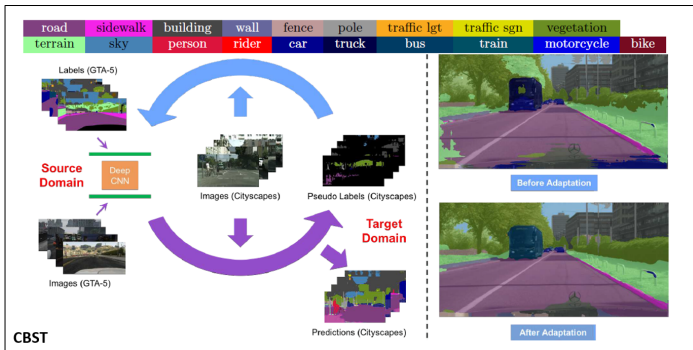 road sidewalk building wall fence pole traffic lgt traffic sgn vegetation
terrain sky person rider car truck bus train motorcycle bike
Labels (GTA-5)
Source
Domain
Deep
CNN
Images (Cityscapes)
Pseudo Labels (Cityscapes)
Target
Domain
Images (GTA-5)
Predictions (Cityscapes)
Before Adaptation
After Adaptation
CBST